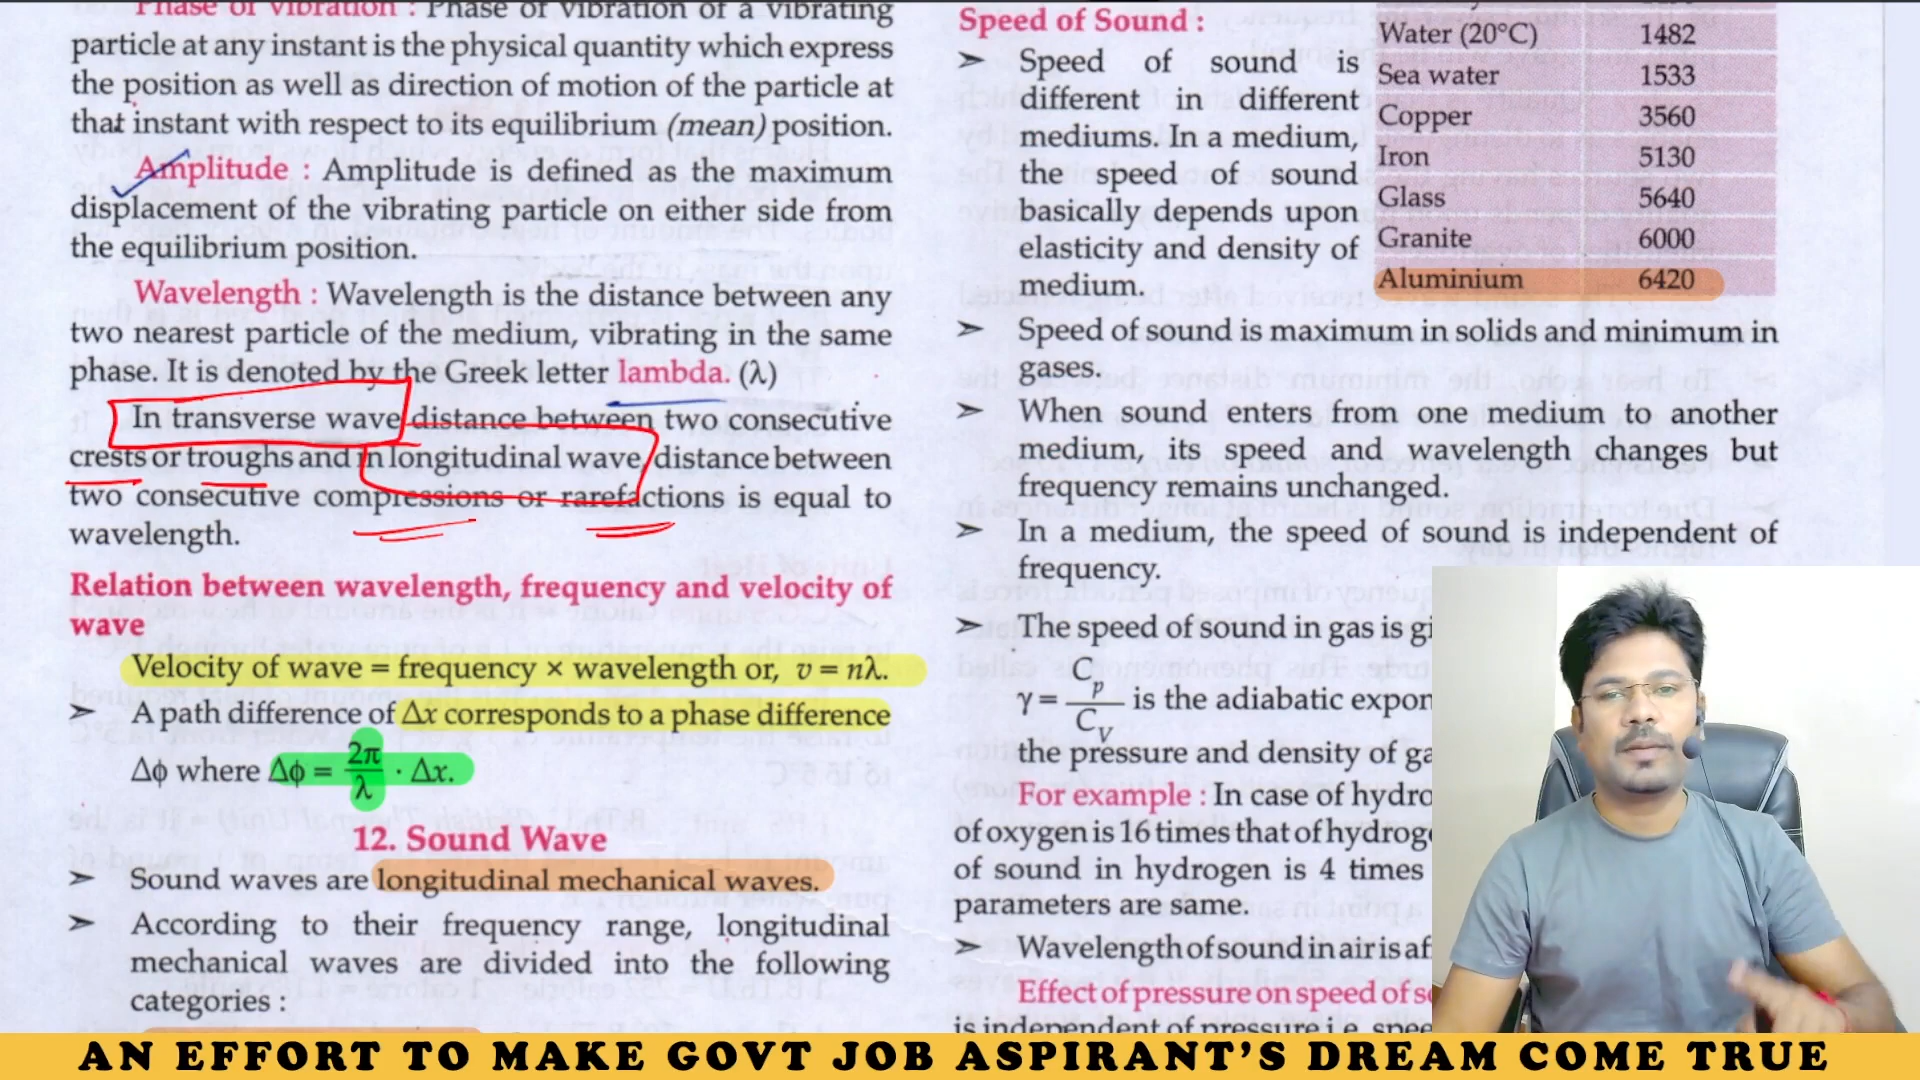 Phase of vibration : Phase of vibration of a vibrating
particle at any instant is the physical quantity which express
the position as well as direction of motion of the particle at
that instant with respect to its equilibrium (mean) position.
Amplitude : Amplitude is defined as the maximum
displacement of the vibrating particle on either side from
the equilibrium position.
Wavelength : Wavelength is the distance between any
two nearest particle of the medium, vibrating in the same
phase. It is denoted by the Greek letter lambda. (λ)
In transverse wave distance between two consecutive
crests or troughs and in longitudinal wave, distance between
two consecutive compressions or rarefactions is equal to
wavelength.
Relation between wavelength, frequency and velocity of
wave
Velocity of wave = frequency × wavelength or, v = nλ.
➢ A path difference of Δx corresponds to a phase difference
Δϕ where Δϕ = 2π/λ · Δx.
12. Sound Wave
➢ Sound waves are longitudinal mechanical waves.
➢ According to their frequency range, longitudinal
mechanical waves are divided into the following
categories :
Speed of Sound :
➢ Speed of sound is
different in different
mediums. In a medium,
the speed of sound
basically depends upon
elasticity and density of
medium.
Water (20°C) 1482
Sea water 1533
Copper 3560
Iron 5130
Glass 5640
Granite 6000
Aluminium 6420
➢ Speed of sound is maximum in solids and minimum in
gases.
➢ When sound enters from one medium to another
medium, its speed and wavelength changes but
frequency remains unchanged.
➢ In a medium, the speed of sound is independent of
frequency.
➢ The speed of sound in gas is gi
γ = Cp/CV is the adiabatic expon
the pressure and density of ga
For example : In case of hydro
of oxygen is 16 times that of hydrog
of sound in hydrogen is 4 times
parameters are same.
➢ Wavelength of sound in air is af
Effect of pressure on speed of so
is independent of pressure i.e. spee
AN EFFORT TO MAKE GOVT JOB ASPIRANT'S DREAM COME TRUE